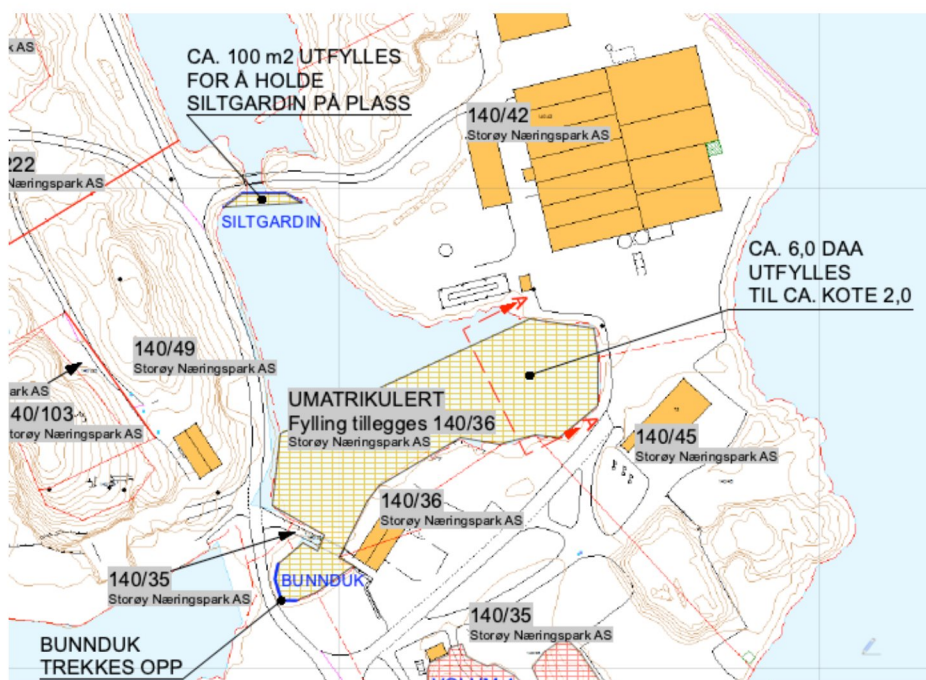 k AS
CA. 100 m2 UTFYLLES
FOR Å HOLDE
SILTGARDIN PÅ PLASS
140/42
Storøy Næringspark AS
222
Næringspark AS
SILTGARDIN
CA. 6,0 DAA
UTFYLLES
TIL CA. KOTE 2,0
A
140/49
Storøy Næringspark AS
ark AS
40/103
torøy Næringspark AS
UMATRIKULERT
Fylling tillegges 140/36
Storøy Næringspark AS
A
140/45
Storøy Næringspark AS
140/36
Storøy Næringspark AS
140/35
Storøy Næringspark AS
BUNNDUK
140/35
Storøy Næringspark AS
BUNNDUK
TREKKES OPP